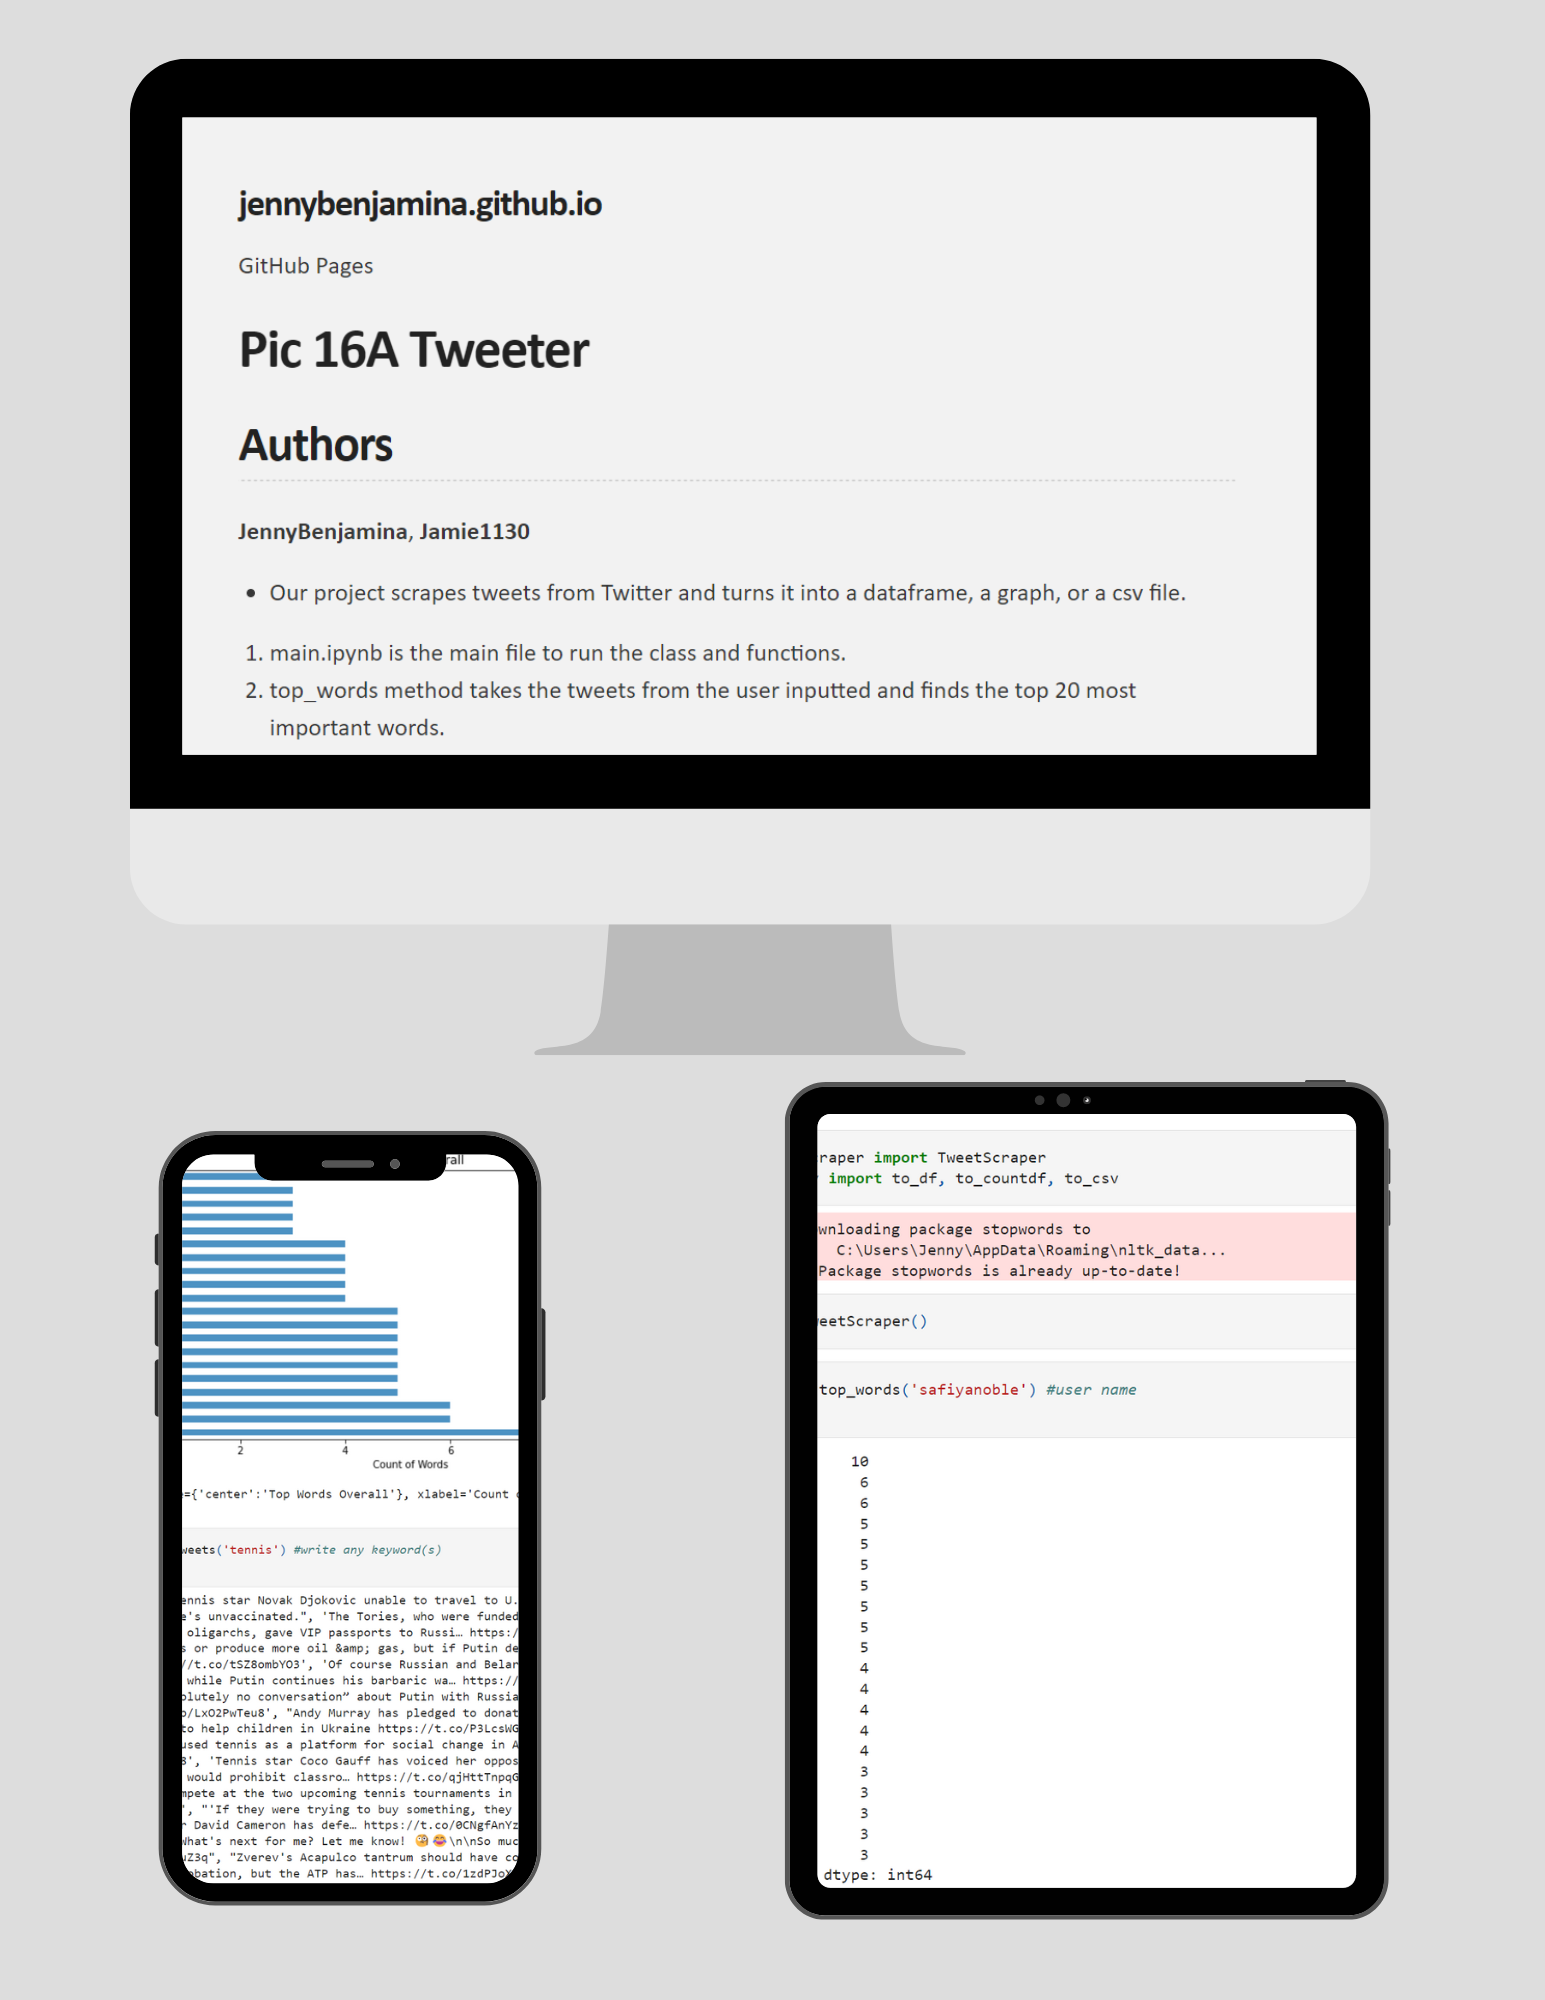 jennybenjamina.github.io
GitHub Pages
Pic 16A Tweeter
Authors
JennyBenjamina, Jamie1130
• Our project scrapes tweets from Twitter and turns it into a dataframe, a graph, or a csv file.
1. main.ipynb is the main file to run the class and functions.
2. top_words method takes the tweets from the user inputted and finds the top 20 most
important words.
rall
2 4 6
Count of Words
={'center':'Top Words Overall'}, xlabel='Count
weets('tennis') #write any keyword(s)
ennis star Novak Djokovic unable to travel to U.
e's unvaccinated.", 'The Tories, who were funded
oligarchs, gave VIP passports to Russi… https:/
s or produce more oil &amp; gas, but if Putin de
//t.co/tSZ8ombYO3', 'Of course Russian and Belar
while Putin continues his barbaric wa… https://
olutely no conversation” about Putin with Russia
o/LxO2PwTeu8', "Andy Murray has pledged to donat
to help children in Ukraine https://t.co/P3LcsWG
used tennis as a platform for social change in A
8', 'Tennis star Coco Gauff has voiced her oppos
would prohibit classro… https://t.co/qjHttTnpqG
mpete at the two upcoming tennis tournaments in
', "'If they were trying to buy something, they
r David Cameron has defe… https://t.co/0CNgfAnYz
What's next for me? Let me know! 🧐😂\n\nSo muc
uZ3q", "Zverev's Acapulco tantrum should have co
obation, but the ATP has… https://t.co/1zdPJo
raper import TweetScraper
import to_df, to_countdf, to_csv
wnloading package stopwords to
C:\Users\Jenny\AppData\Roaming\nltk_data...
Package stopwords is already up-to-date!
eetScraper()
top_words('safiyanoble') #user name
10
6
6
5
5
5
5
5
5
5
4
4
4
4
4
3
3
3
3
3
dtype: int64